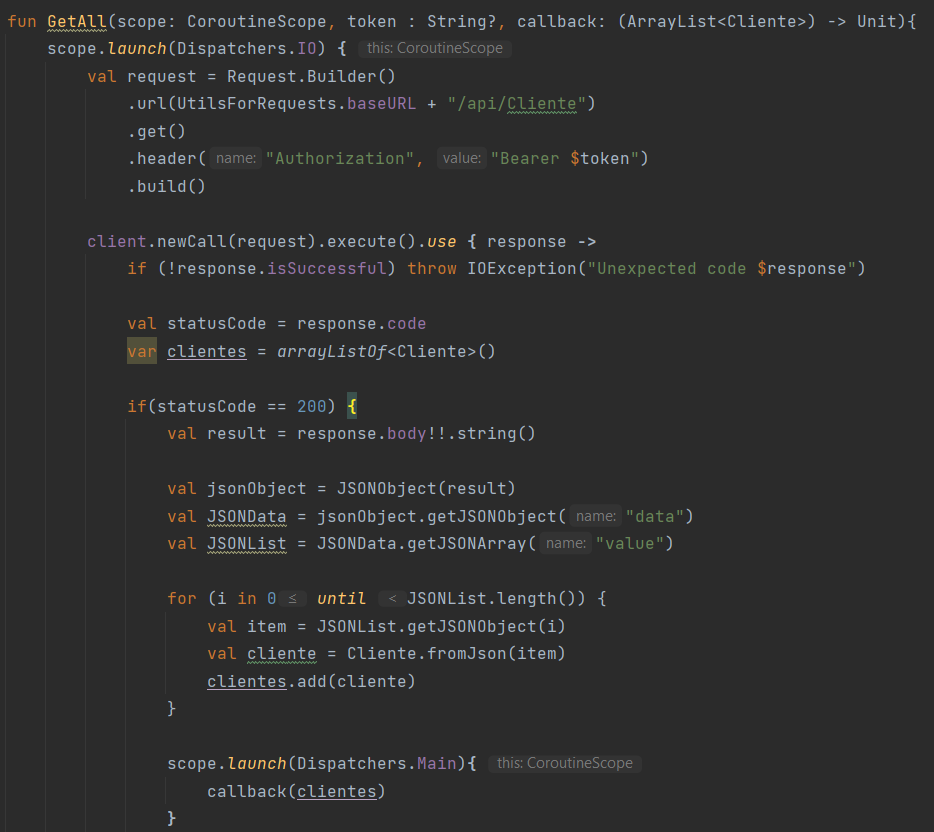 fun GetAll(scope: CoroutineScope, token : String?, callback: (ArrayList<Cliente>) -> Unit){
    scope.launch(Dispatchers.IO) { this: CoroutineScope
        val request = Request.Builder()
            .url(UtilsForRequests.baseURL + "/api/Cliente")
            .get()
            .header( name: "Authorization", value: "Bearer $token")
            .build()

        client.newCall(request).execute().use { response ->
            if (!response.isSuccessful) throw IOException("Unexpected code $response")

            val statusCode = response.code
            var clientes = arrayListOf<Cliente>()

            if(statusCode == 200) {
                val result = response.body!!.string()

                val jsonObject = JSONObject(result)
                val JSONData = jsonObject.getJSONObject( name: "data")
                val JSONList = JSONData.getJSONArray( name: "value")

                for (i in 0 ≤ until < JSONList.length()) {
                    val item = JSONList.getJSONObject(i)
                    val cliente = Cliente.fromJson(item)
                    clientes.add(cliente)
                }

                scope.launch(Dispatchers.Main){ this: CoroutineScope
                    callback(clientes)
                }